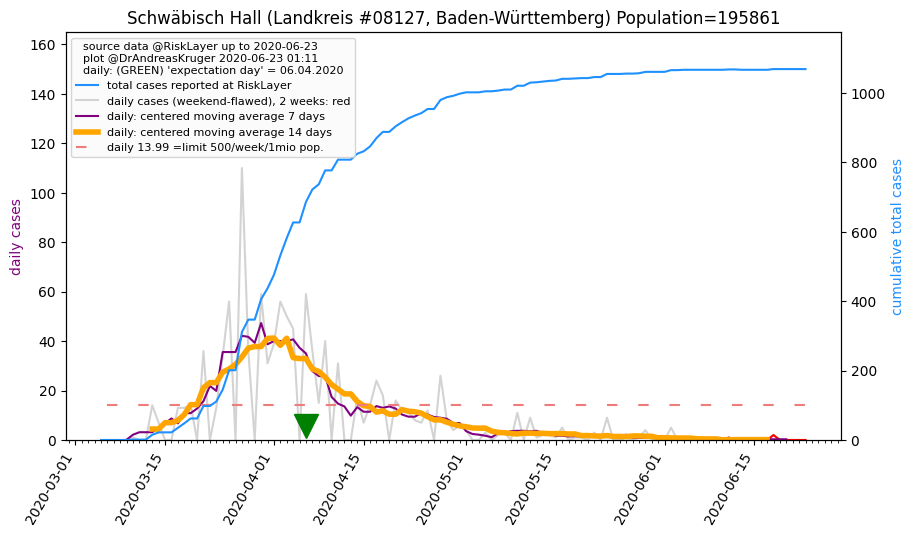 Schwäbisch Hall (Landkreis #08127, Baden-Württemberg) Population=195861
source data @RiskLayer up to 2020-06-23
plot @DrAndreasKruger 2020-06-23 01:11
daily: (GREEN) 'expectation day' = 06.04.2020
total cases reported at RiskLayer
daily cases (weekend-flawed), 2 weeks: red
daily: centered moving average 7 days
daily: centered moving average 14 days
daily 13.99 =limit 500/week/1mio pop.
daily cases
160
140
120
100
80
60
40
20
0
cumulative total cases
1000
800
600
400
200
0
2020-03-01
2020-03-15
2020-04-01
2020-04-15
2020-05-01
2020-05-15
2020-06-01
2020-06-15